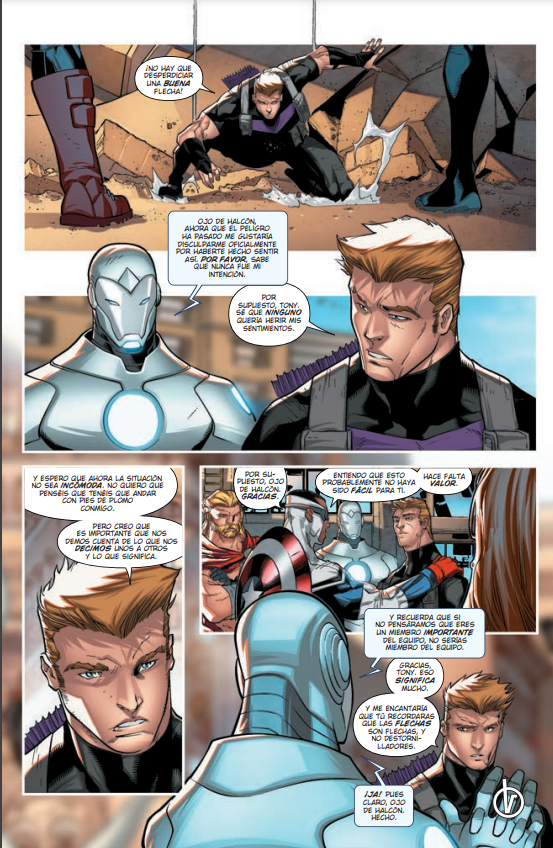 ¡NO HAY QUE
DESPERDICIAR
UNA BUENA
FLECHA!
OJO DE HALCÓN,
AHORA QUE EL PELIGRO
HA PASADO ME GUSTARÍA
DISCULPARME OFICIALMENTE
POR HABERTE HECHO SENTIR
ASÍ. POR FAVOR, SABE
QUE NUNCA FUE MI
INTENCIÓN.
POR
SUPUESTO, TONY.
SÉ QUE NINGUNO
QUERÍA HERIR MIS
SENTIMIENTOS.
Y ESPERO QUE AHORA LA SITUACIÓN
NO SEA INCÓMODA. NO QUIERO QUE
PENSÉIS QUE TENÉIS QUE ANDAR
CON PIES DE PLOMO
CONMIGO.
PERO CREO QUE
ES IMPORTANTE QUE NOS
DEMOS CUENTA DE LO QUE NOS
DECIMOS UNOS A OTROS
Y LO QUE SIGNIFICA.
POR SU-
PUESTO, OJO
DE HALCÓN.
GRACIAS.
ENTIENDO QUE ESTO
PROBABLEMENTE NO HAYA
SIDO FÁCIL PARA TI.
HACE FALTA
VALOR.
Y RECUERDA QUE SI
NO PENSÁRAMOS QUE ERES
UN MIEMBRO IMPORTANTE
DEL EQUIPO, NO SERÍAS
MIEMBRO DEL EQUIPO.
GRACIAS,
TONY. ESO
SIGNIFICA
MUCHO.
Y ME ENCANTARÍA
QUE TÚ RECORDARAS
QUE LAS FLECHAS
SON FLECHAS, Y
NO DESTORNI-
LLADORES.
¡JA! PUES
CLARO, OJO
DE HALCÓN.
HECHO.